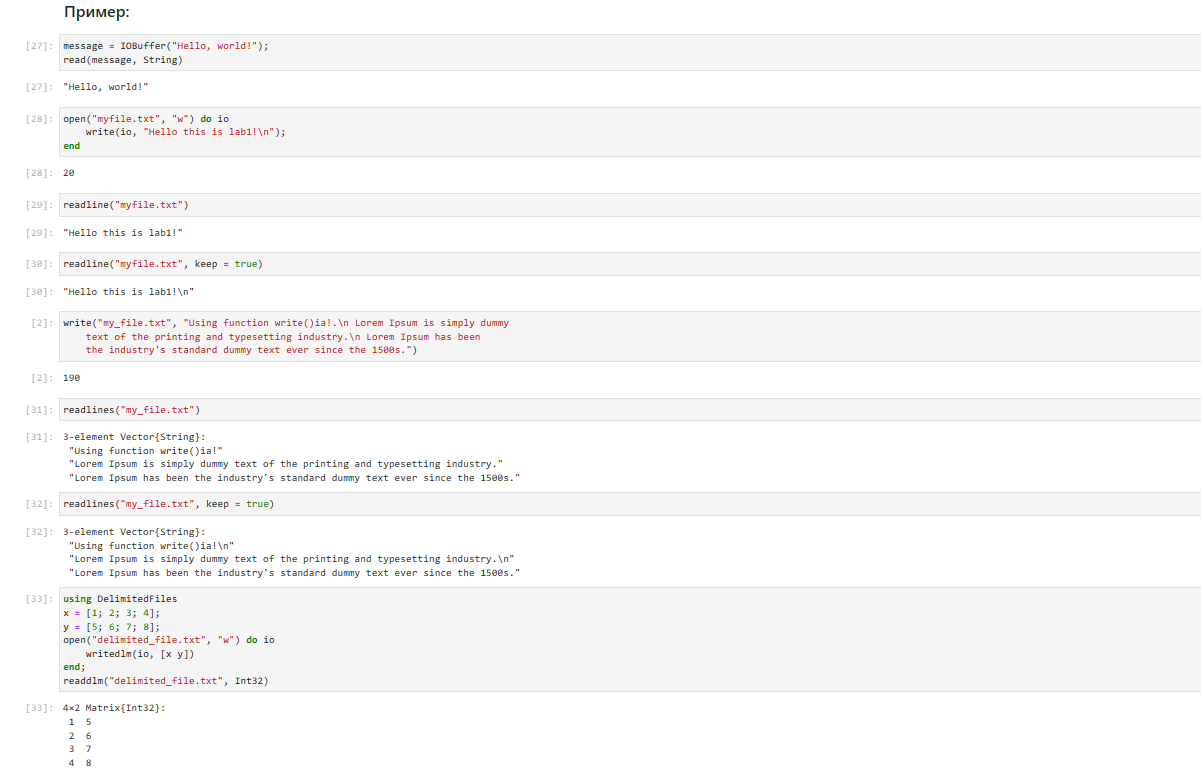 Пример:
[27]: message = IOBuffer("Hello, world!");
read(message, String)
[27]: "Hello, world!"
[28]: open("myfile.txt", "w") do io
    write(io, "Hello this is lab1!\n");
end
[28]: 20
[29]: readline("myfile.txt")
[29]: "Hello this is lab1!"
[30]: readline("myfile.txt", keep = true)
[30]: "Hello this is lab1!\n"
[2]: write("my_file.txt", "Using function write()ia!.\n Lorem Ipsum is simply dummy
    text of the printing and typesetting industry.\n Lorem Ipsum has been
    the industry's standard dummy text ever since the 1500s.")
[2]: 190
[31]: readlines("my_file.txt")
[31]: 3-element Vector{String}:
 "Using function write()ia!"
 "Lorem Ipsum is simply dummy text of the printing and typesetting industry."
 "Lorem Ipsum has been the industry's standard dummy text ever since the 1500s."
[32]: readlines("my_file.txt", keep = true)
[32]: 3-element Vector{String}:
 "Using function write()ia!\n"
 "Lorem Ipsum is simply dummy text of the printing and typesetting industry.\n"
 "Lorem Ipsum has been the industry's standard dummy text ever since the 1500s."
[33]: using DelimitedFiles
x = [1; 2; 3; 4];
y = [5; 6; 7; 8];
open("delimited_file.txt", "w") do io
    writedlm(io, [x y])
end;
readdlm("delimited_file.txt", Int32)
[33]: 4×2 Matrix{Int32}:
 1  5
 2  6
 3  7
 4  8